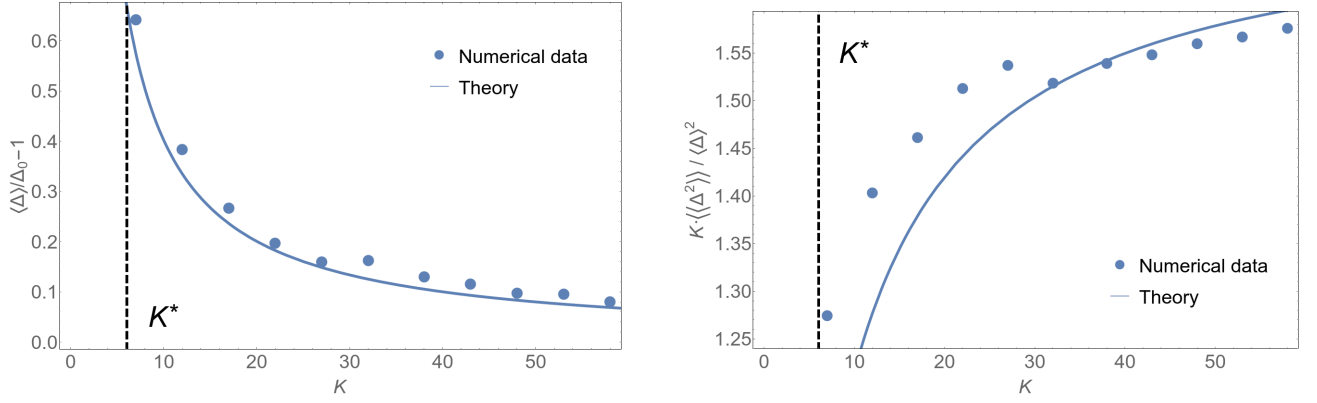 ⟨Δ⟩/Δ₀−1
0.6
0.5
0.4
0.3
0.2
0.1
0.0
Numerical data
Theory
K*
0 10 20 30 40 50
K
K·⟨⟨Δ²⟩⟩ / ⟨Δ⟩²
1.55
1.50
1.45
1.40
1.35
1.30
1.25
K*
Numerical data
Theory
0 10 20 30 40 50
K